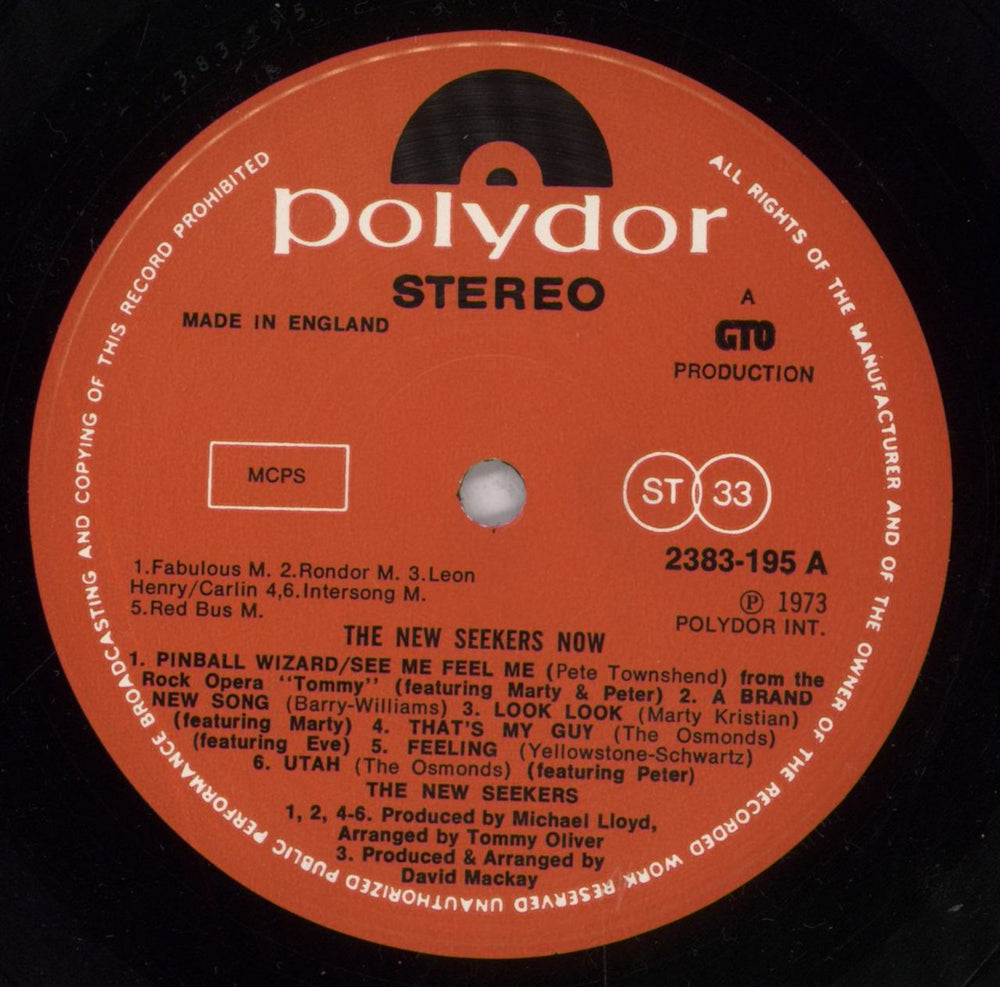 polydor
STEREO
MADE IN ENGLAND
A
GTO
PRODUCTION
MCPS
ST 33
2383-195 A
℗ 1973
POLYDOR INT.
1.Fabulous M. 2.Rondor M. 3.Leon
Henry/Carlin 4,6.Intersong M.
5.Red Bus M.
THE NEW SEEKERS NOW
1. PINBALL WIZARD/SEE ME FEEL ME (Pete Townshend) from the
Rock Opera "Tommy" (featuring Marty & Peter) 2. A BRAND
NEW SONG (Barry-Williams) 3. LOOK LOOK (Marty Kristian)
(featuring Marty) 4. THAT'S MY GUY (The Osmonds)
(featuring Eve) 5. FEELING (Yellowstone-Schwartz)
6. UTAH (The Osmonds) (featuring Peter)
THE NEW SEEKERS
1, 2, 4-6. Produced by Michael Lloyd,
Arranged by Tommy Oliver
3. Produced & Arranged by
David Mackay
ALL RIGHTS OF THE MANUFACTURER AND OF THE OWNER OF THE RECORDED WORK RESERVED UNAUTHORIZED PUBLIC PERFORMANCE BROADCASTING AND COPYING OF THIS RECORD PROHIBITED